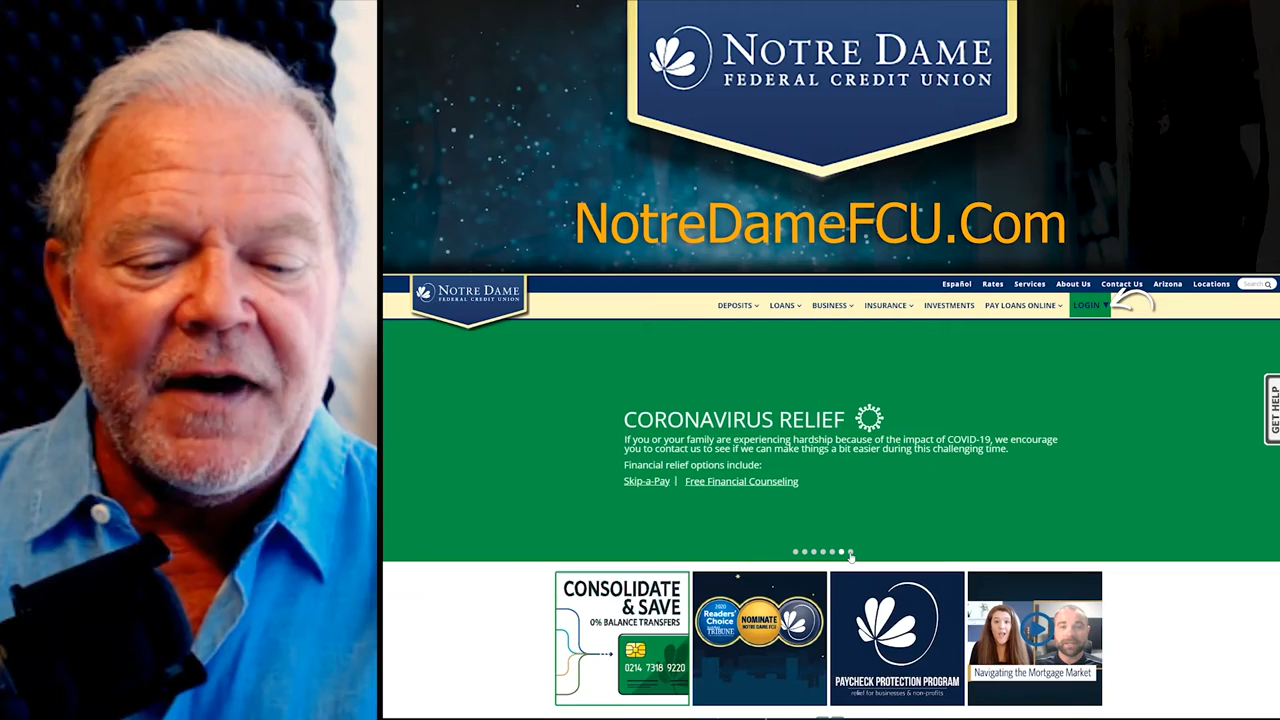 NOTRE DAME
FEDERAL CREDIT UNION
NotreDameFCU.Com
NOTRE DAME
FEDERAL CREDIT UNION
Español Rates Services About Us Contact Us Arizona Locations Search
DEPOSITS LOANS BUSINESS INSURANCE INVESTMENTS PAY LOANS ONLINE LOGIN
CORONAVIRUS RELIEF
If you or your family are experiencing hardship because of the impact of COVID-19, we encourage
you to contact us to see if we can make things a bit easier during this challenging time.
Financial relief options include:
Skip-a-Pay | Free Financial Counseling
GET HELP
CONSOLIDATE
& SAVE
0% BALANCE TRANSFERS
0214 7318 9220
2020
Readers'
Choice
TRIBUNE
NOMINATE
NOTRE DAME FCU
PAYCHECK PROTECTION PROGRAM
relief for businesses & non-profits
Navigating the Mortgage Market